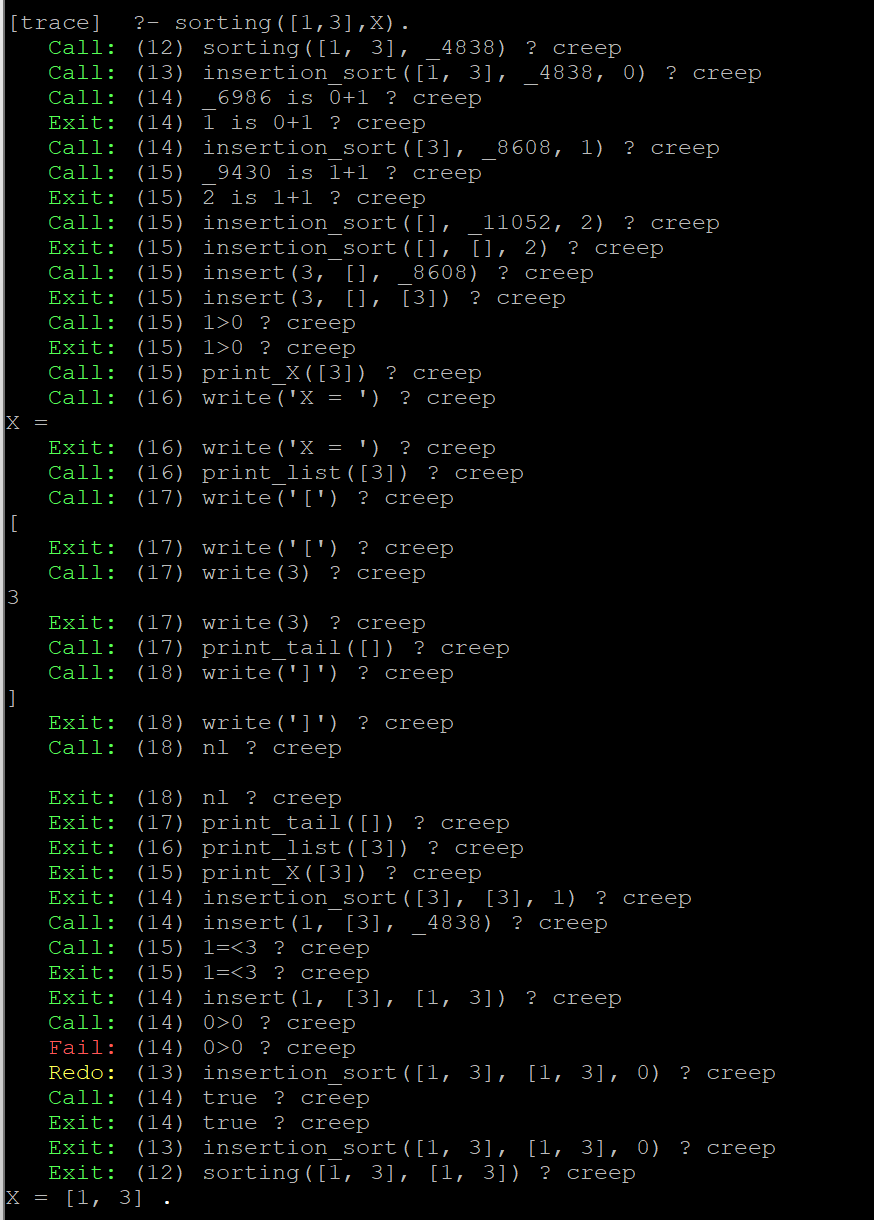 [trace]  ?- sorting([1,3],X).
   Call: (12) sorting([1, 3], _4838) ? creep
   Call: (13) insertion_sort([1, 3], _4838, 0) ? creep
   Call: (14) _6986 is 0+1 ? creep
   Exit: (14) 1 is 0+1 ? creep
   Call: (14) insertion_sort([3], _8608, 1) ? creep
   Call: (15) _9430 is 1+1 ? creep
   Exit: (15) 2 is 1+1 ? creep
   Call: (15) insertion_sort([], _11052, 2) ? creep
   Exit: (15) insertion_sort([], [], 2) ? creep
   Call: (15) insert(3, [], _8608) ? creep
   Exit: (15) insert(3, [], [3]) ? creep
   Call: (15) 1>0 ? creep
   Exit: (15) 1>0 ? creep
   Call: (15) print_X([3]) ? creep
   Call: (16) write('X = ') ? creep
X =
   Exit: (16) write('X = ') ? creep
   Call: (16) print_list([3]) ? creep
   Call: (17) write('[') ? creep
[
   Exit: (17) write('[') ? creep
   Call: (17) write(3) ? creep
3
   Exit: (17) write(3) ? creep
   Call: (17) print_tail([]) ? creep
   Call: (18) write(']') ? creep
]
   Exit: (18) write(']') ? creep
   Call: (18) nl ? creep

   Exit: (18) nl ? creep
   Exit: (17) print_tail([]) ? creep
   Exit: (16) print_list([3]) ? creep
   Exit: (15) print_X([3]) ? creep
   Exit: (14) insertion_sort([3], [3], 1) ? creep
   Call: (14) insert(1, [3], _4838) ? creep
   Call: (15) 1=<3 ? creep
   Exit: (15) 1=<3 ? creep
   Exit: (14) insert(1, [3], [1, 3]) ? creep
   Call: (14) 0>0 ? creep
   Fail: (14) 0>0 ? creep
   Redo: (13) insertion_sort([1, 3], [1, 3], 0) ? creep
   Call: (14) true ? creep
   Exit: (14) true ? creep
   Exit: (13) insertion_sort([1, 3], [1, 3], 0) ? creep
   Exit: (12) sorting([1, 3], [1, 3]) ? creep
X = [1, 3] .